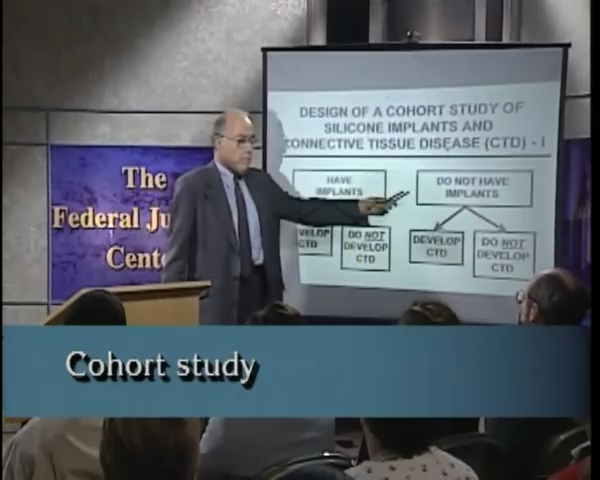 DESIGN OF A COHORT STUDY OF
SILICONE IMPLANTS AND
CONNECTIVE TISSUE DISEASE (CTD) - I
HAVE
IMPLANTS
DO NOT HAVE
IMPLANTS
VELOP
CTD
DO NOT
DEVELOP
CTD
DEVELOP
CTD
DO NOT
DEVELOP
CTD
The
Federal Ju
Cente
Cohort study